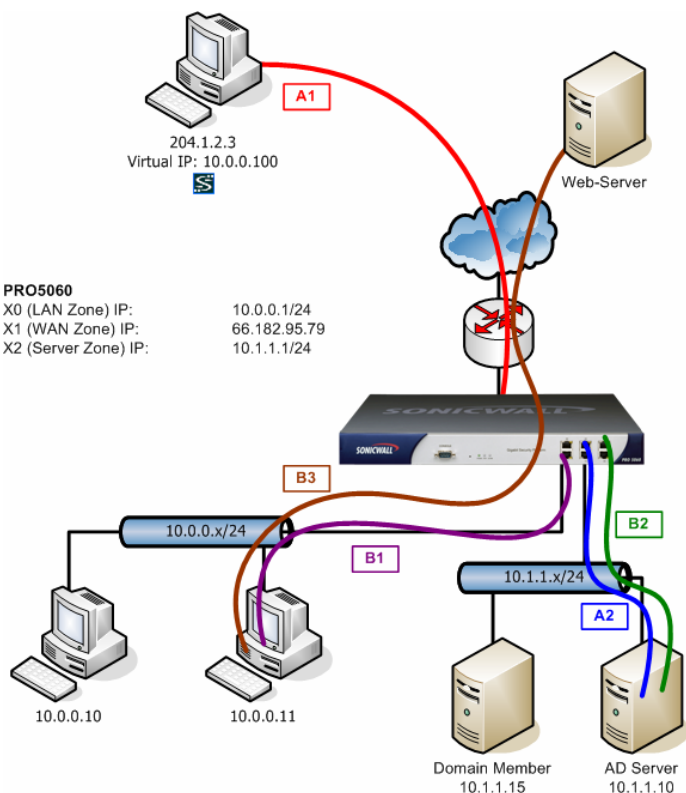 A1
204.1.2.3
Virtual IP: 10.0.0.100
S
Web-Server
PRO5060
X0 (LAN Zone) IP: 10.0.0.1/24
X1 (WAN Zone) IP: 66.182.95.79
X2 (Server Zone) IP: 10.1.1.1/24
SONICWALL
SONICWALL
B3
10.0.0.x/24
B1
B2
10.1.1.x/24
A2
10.0.0.10
10.0.0.11
Domain Member
10.1.1.15
AD Server
10.1.1.10